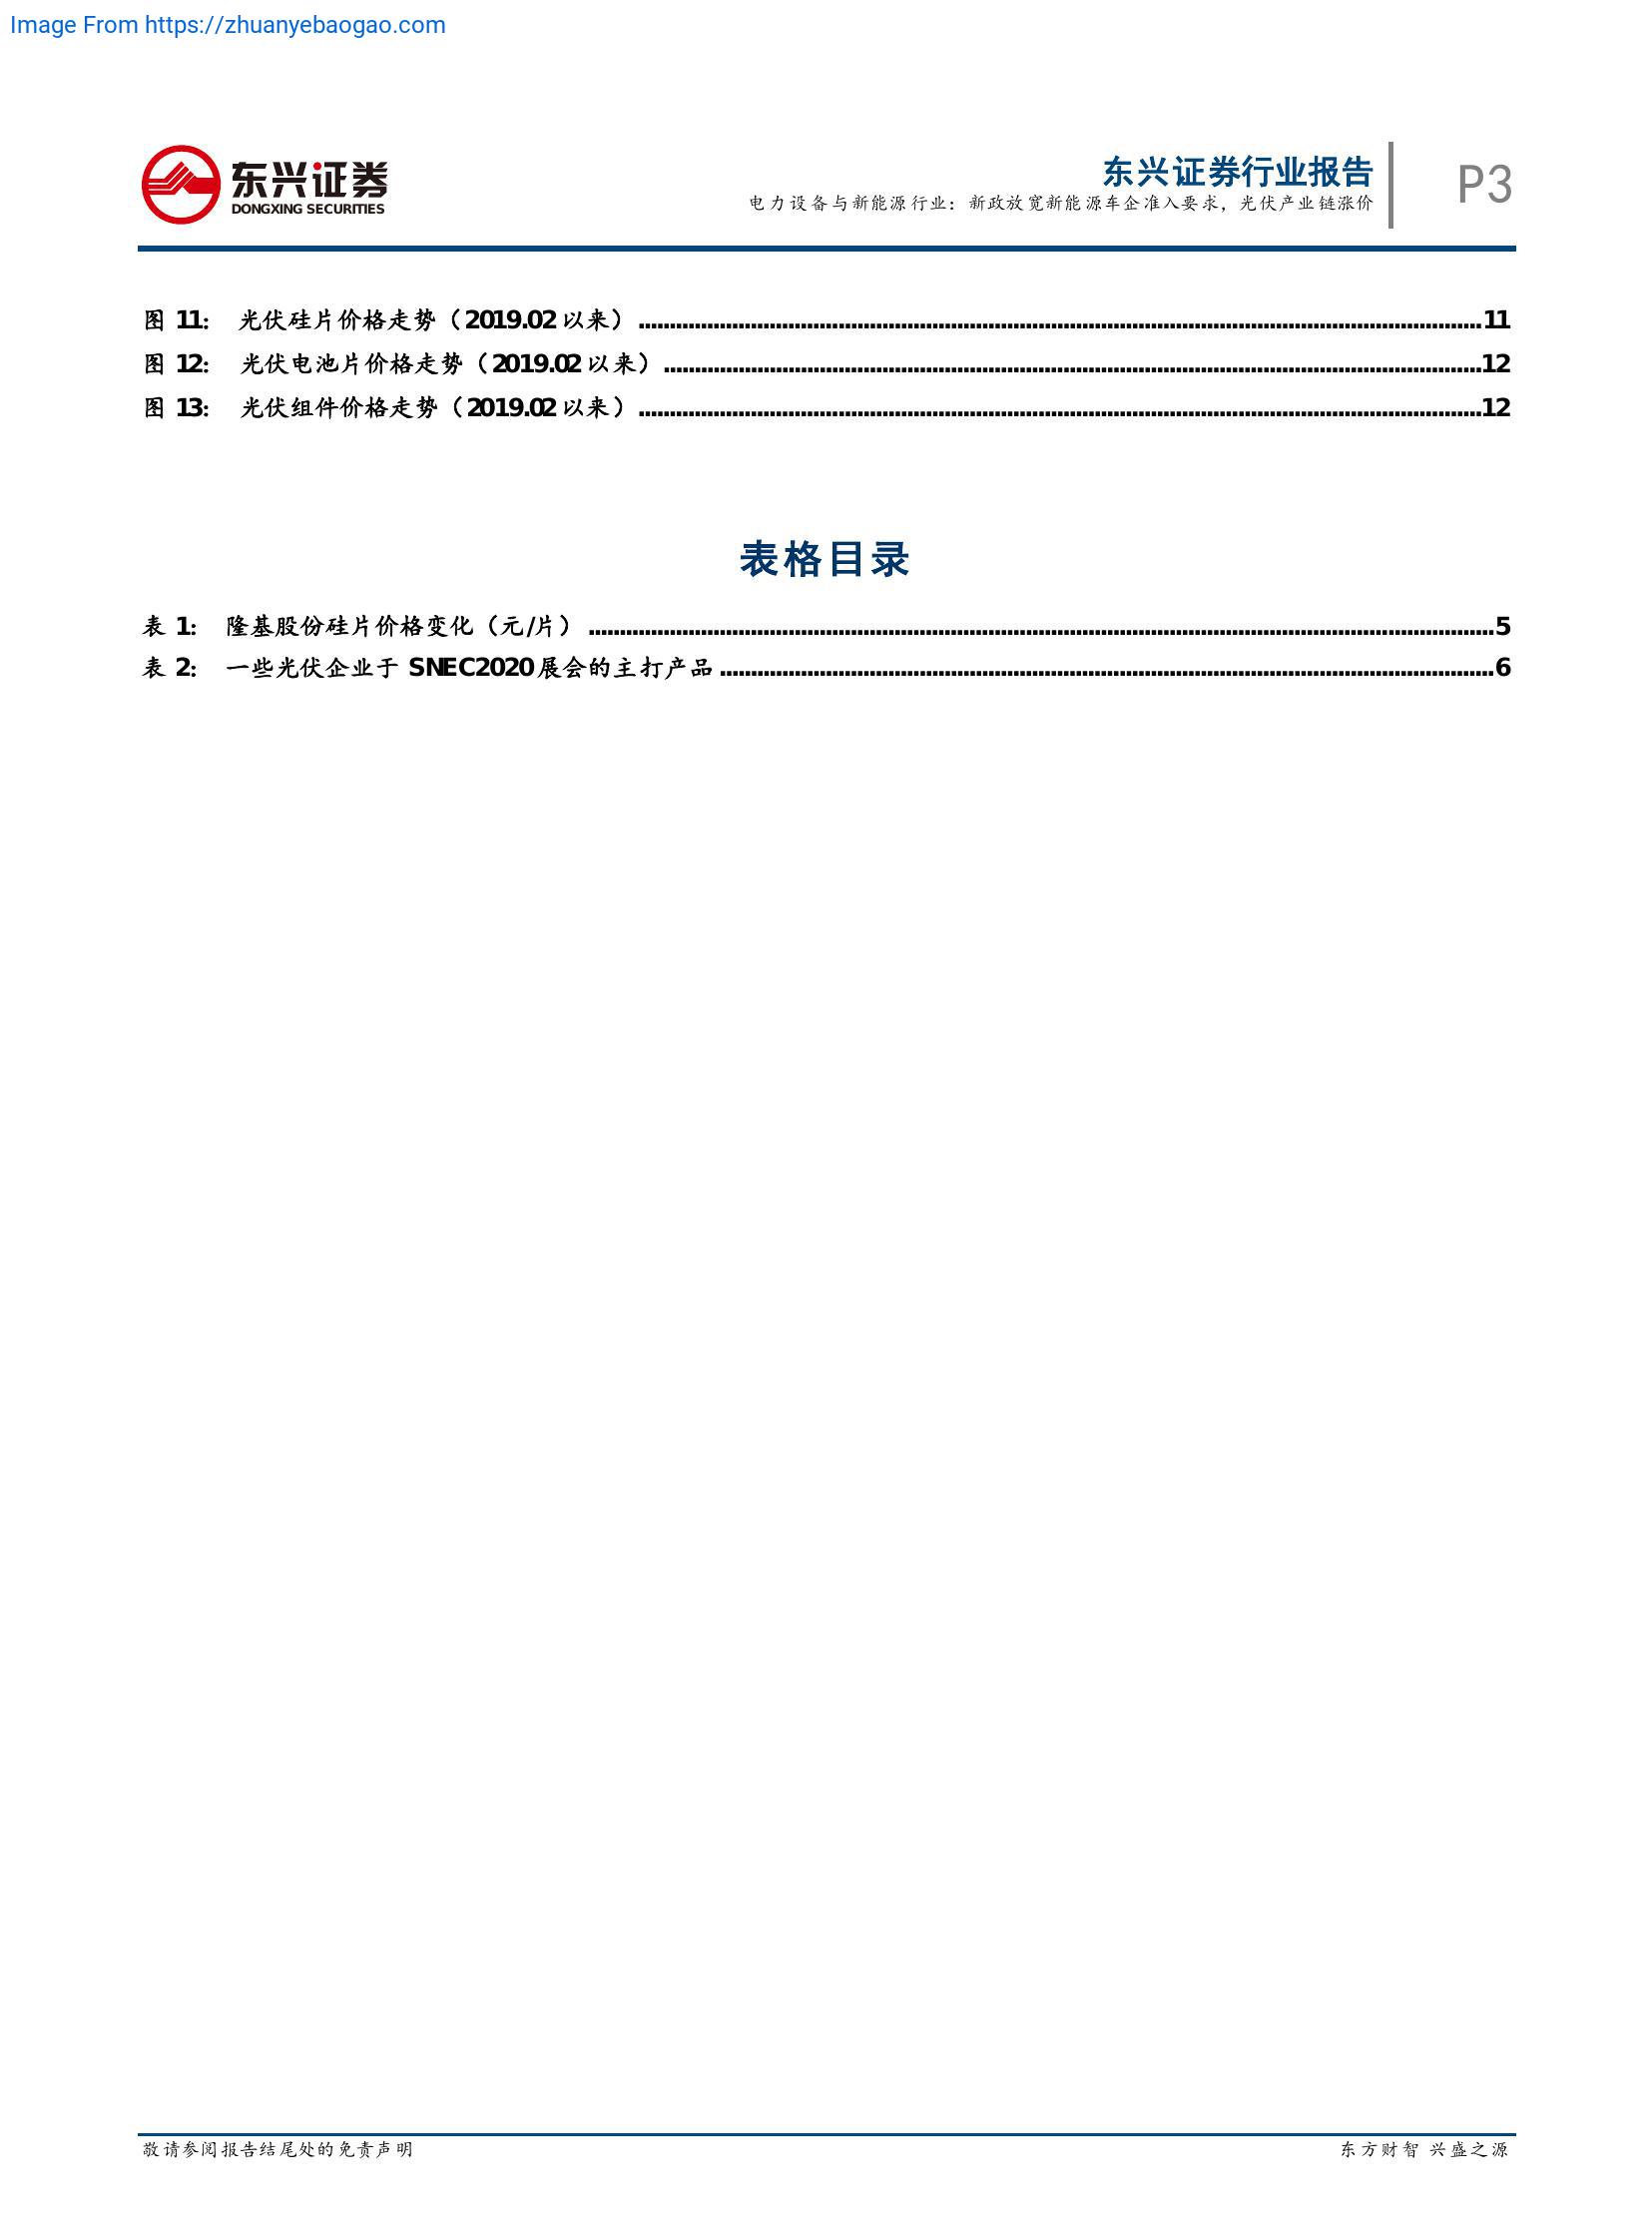 Image From https://zhuanyebaogao.com
东兴证券
DONGXING SECURITIES
东兴证券行业报告
电力设备与新能源行业：新政放宽新能源车企准入要求，光伏产业链涨价
P3
图 11： 光伏硅片价格走势（2019.02 以来）....................11
图 12： 光伏电池片价格走势（2019.02 以来）....................12
图 13： 光伏组件价格走势（2019.02 以来）....................12
表格目录
表 1： 隆基股份硅片价格变化（元/片）....................5
表 2： 一些光伏企业于 SNEC2020 展会的主打产品....................6
敬请参阅报告结尾处的免责声明
东方财智 兴盛之源